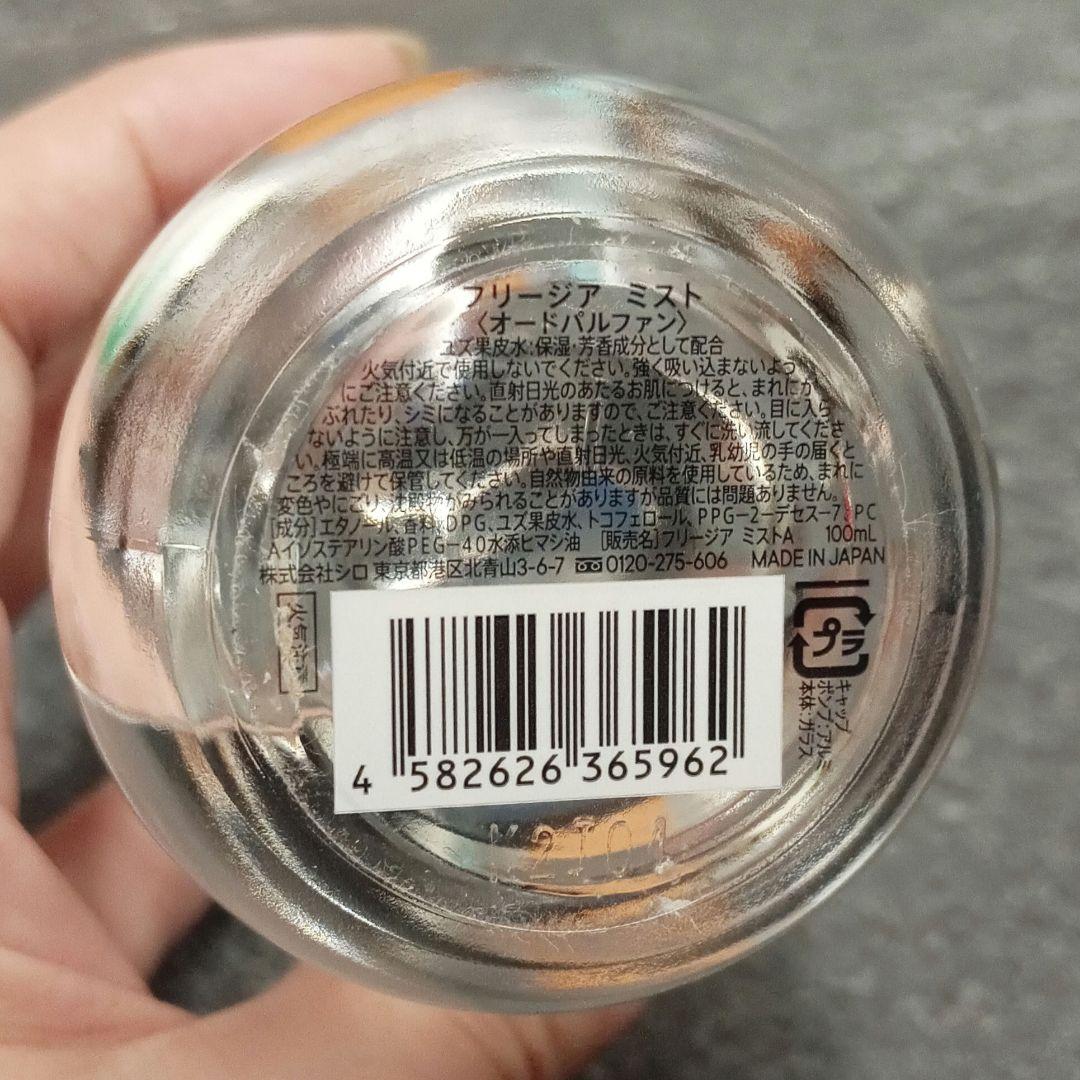 フリージア ミスト
〈オードパルファン〉
ユズ果皮水:保湿・芳香成分として配合
火気付近で使用しないでください。強く吸い込まないよう
にご注意ください。直射日光のあたるお肌につけると、まれにか
ぶれたり、シミになることがありますので、ご注意ください。目に入ら
ないように注意し、万が一入ってしまったときは、すぐに洗い流してくださ
い。極端に高温又は低温の場所や直射日光、火気付近、乳幼児の手の届くと
ころを避けて保管してください。自然物由来の原料を使用しているため、まれに
変色やにごり、沈殿物がみられることがありますが品質には問題ありません。
[成分]エタノール、香料、DPG、ユズ果皮水、トコフェロール、PPG-2-デセス-7、PC
Aイソステアリン酸PEG-40水添ヒマシ油 [販売名]フリージア ミストA 100mL
株式会社シロ 東京都港区北青山3-6-7 0120-275-606 MADE IN JAPAN
プラ
キャップ
ポンプ:アルミ
本体:ガラス
4 582626 365962